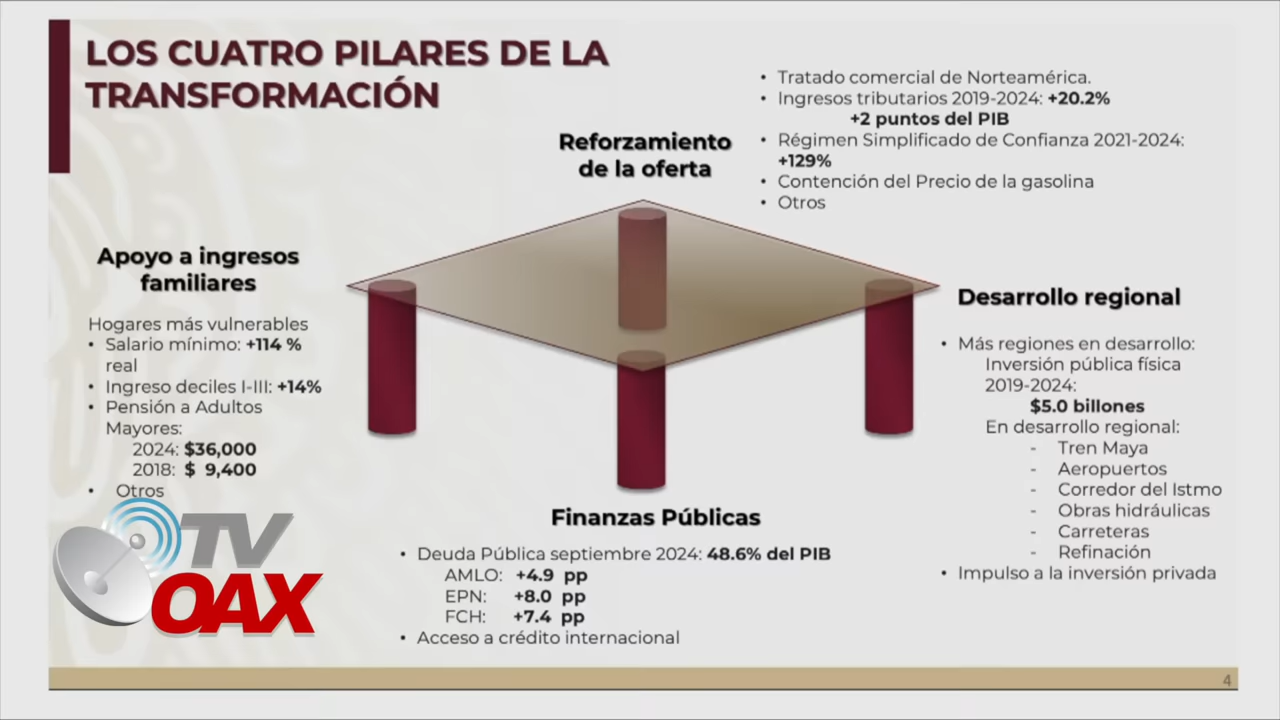 LOS CUATRO PILARES DE LA
TRANSFORMACIÓN
• Tratado comercial de Norteamérica.
• Ingresos tributarios 2019-2024: +20.2%
+2 puntos del PIB
• Régimen Simplificado de Confianza 2021-2024:
+129%
• Contención del Precio de la gasolina
• Otros
Reforzamiento
de la oferta
Apoyo a ingresos
familiares
Hogares más vulnerables
• Salario mínimo: +114 %
real
• Ingreso deciles I-III: +14%
• Pensión a Adultos
Mayores:
2024: $36,000
2018: $ 9,400
• Otros
Desarrollo regional
• Más regiones en desarrollo:
Inversión pública física
2019-2024:
$5.0 billones
En desarrollo regional:
- Tren Maya
- Aeropuertos
- Corredor del Istmo
- Obras hidráulicas
- Carreteras
- Refinación
• Impulso a la inversión privada
Finanzas Públicas
• Deuda Pública septiembre 2024: 48.6% del PIB
AMLO: +4.9 pp
EPN: +8.0 pp
FCH: +7.4 pp
• Acceso a crédito internacional
TV
OAX
4